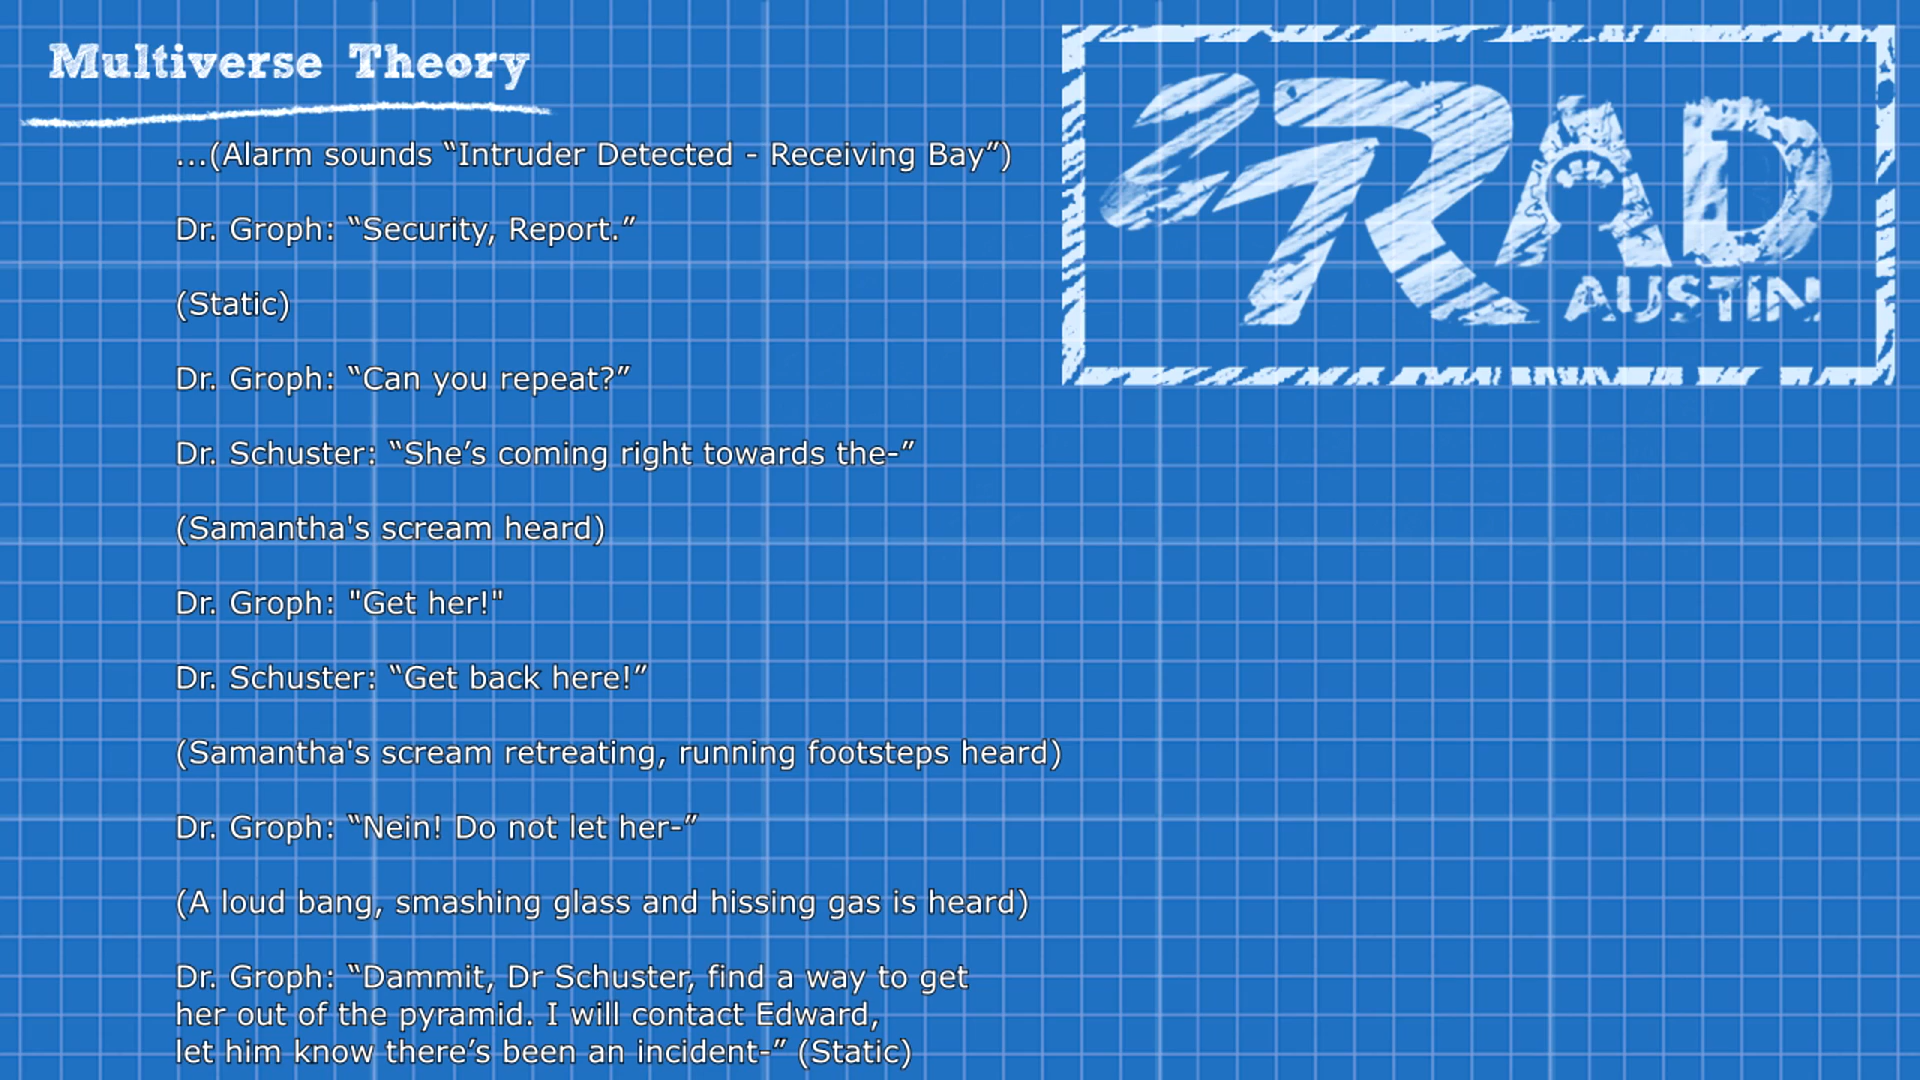 Multiverse Theory
...(Alarm sounds “Intruder Detected - Receiving Bay”)
Dr. Groph: “Security, Report.”
(Static)
Dr. Groph: “Can you repeat?”
Dr. Schuster: “She’s coming right towards the-”
(Samantha's scream heard)
Dr. Groph: "Get her!"
Dr. Schuster: “Get back here!”
(Samantha's scream retreating, running footsteps heard)
Dr. Groph: “Nein! Do not let her-”
(A loud bang, smashing glass and hissing gas is heard)
Dr. Groph: “Dammit, Dr Schuster, find a way to get
her out of the pyramid. I will contact Edward,
let him know there’s been an incident-” (Static)
RAD
AUSTIN